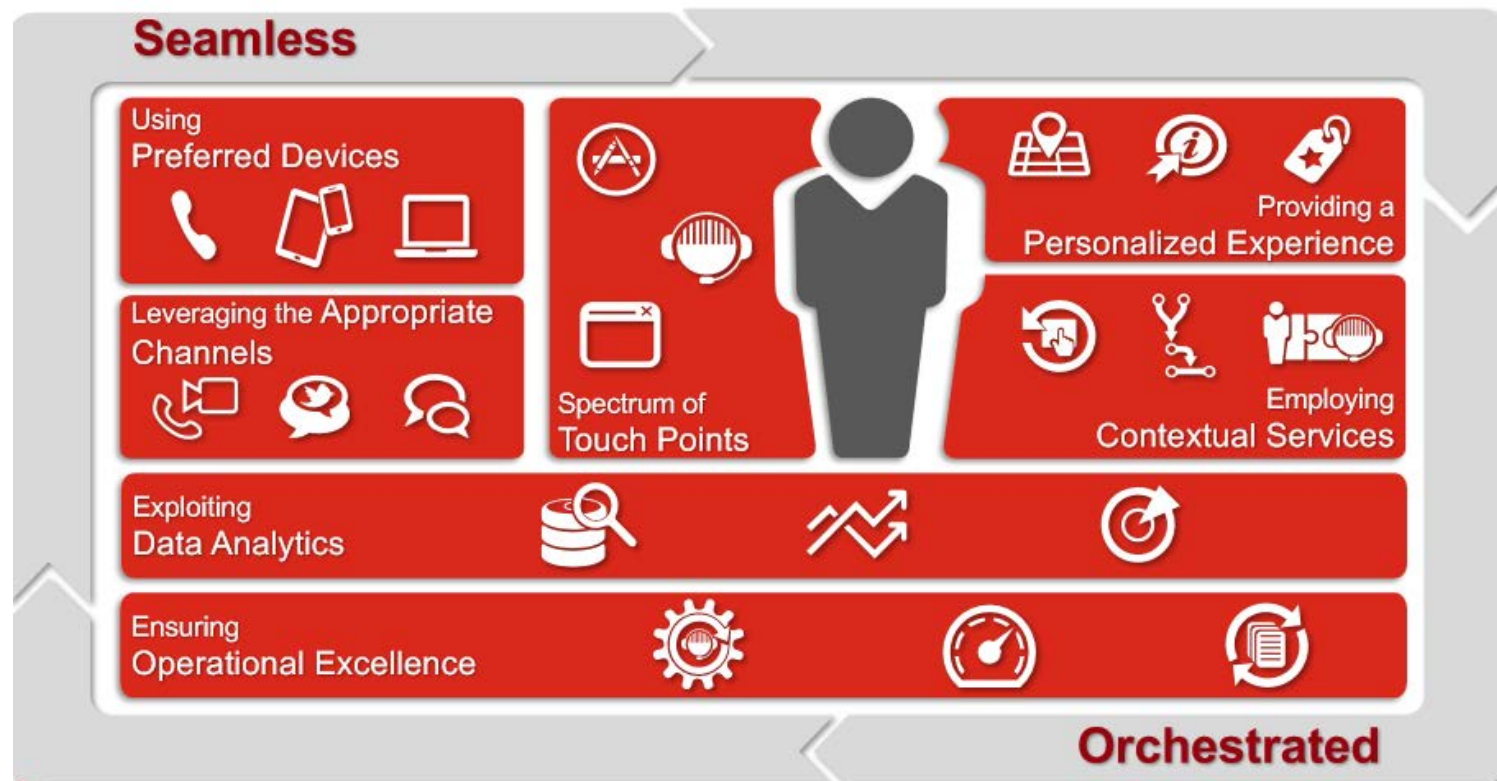 Seamless
Using
Preferred Devices
Leveraging the Appropriate
Channels
Spectrum of
Touch Points
Providing a
Personalized Experience
Employing
Contextual Services
Exploiting
Data Analytics
Ensuring
Operational Excellence
Orchestrated